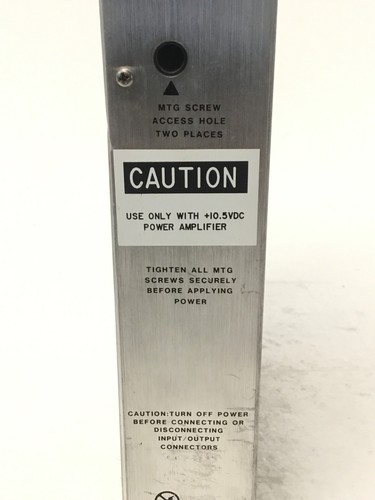 MTG SCREW
ACCESS HOLE
TWO PLACES
CAUTION
USE ONLY WITH +10.5VDC
POWER AMPLIFIER
TIGHTEN ALL MTG
SCREWS SECURELY
BEFORE APPLYING
POWER
CAUTION:TURN OFF POWER
BEFORE CONNECTING OR
DISCONNECTING
INPUT/OUTPUT
CONNECTORS